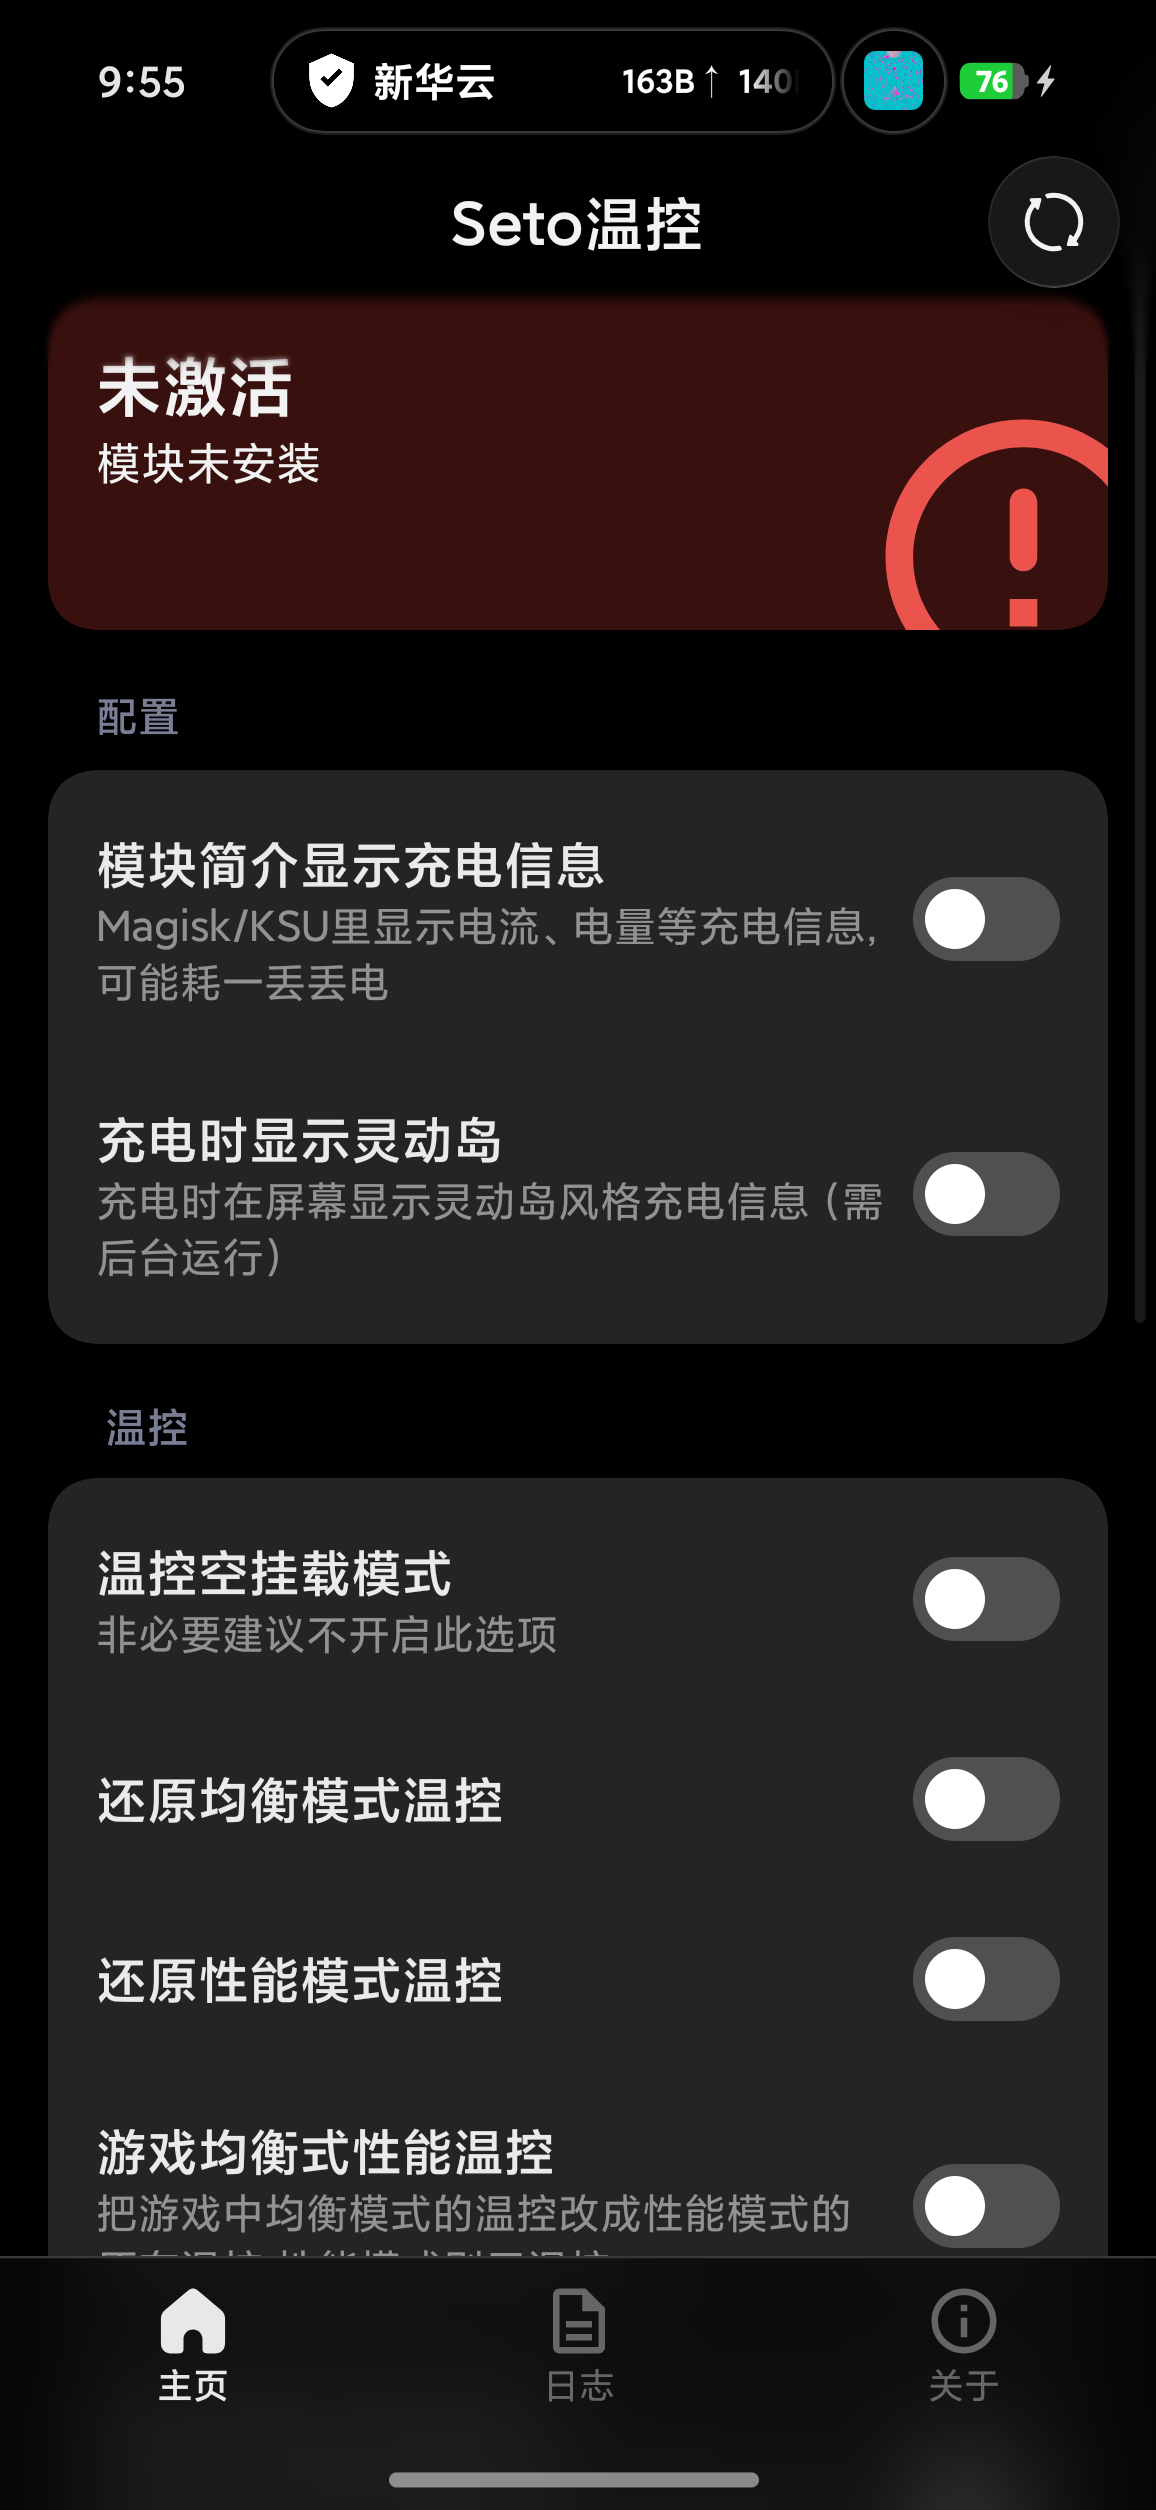 9:55
新华云
163B↑ 140
76
Seto温控
未激活
模块未安装
配置
模块简介显示充电信息
Magisk/KSU里显示电流、电量等充电信息,
可能耗一丢丢电
充电时显示灵动岛
充电时在屏幕显示灵动岛风格充电信息（需
后台运行）
温控
温控空挂载模式
非必要建议不开启此选项
还原均衡模式温控
还原性能模式温控
游戏均衡式性能温控
把游戏中均衡模式的温控改成性能模式的
主页
日志
关于